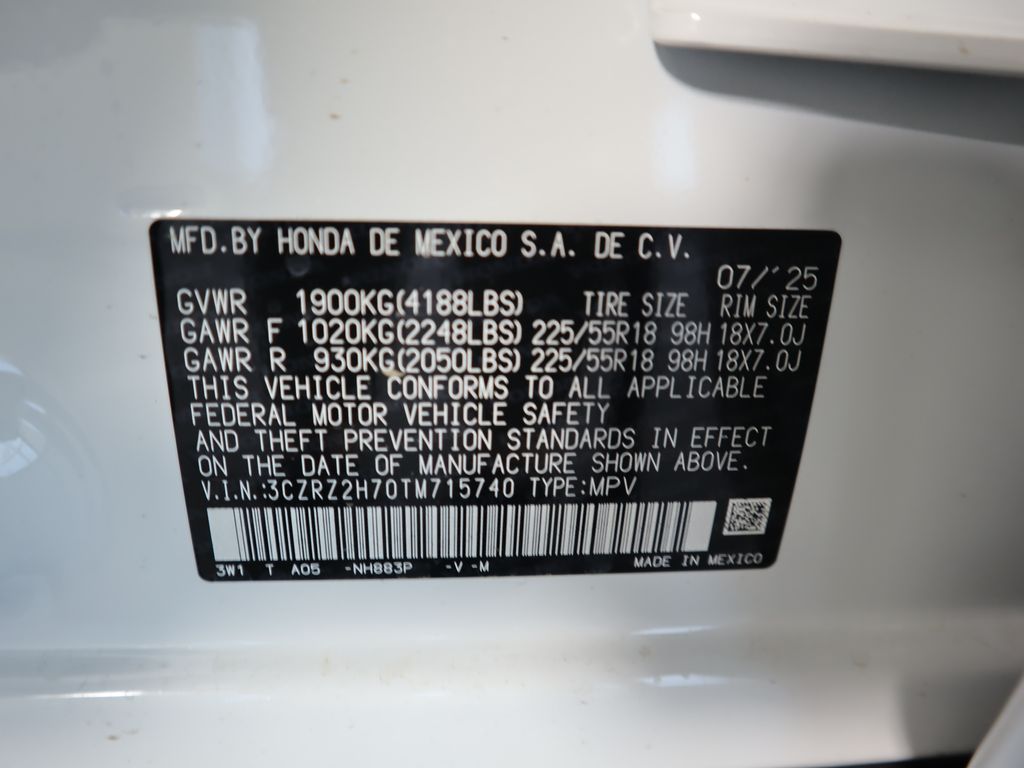 MFD.BY HONDA DE MEXICO S.A. DE C.V.
07/'25
GVWR 1900KG(4188LBS) TIRE SIZE RIM SIZE
GAWR F 1020KG(2248LBS) 225/55R18 98H 18X7.0J
GAWR R 930KG(2050LBS) 225/55R18 98H 18X7.0J
THIS VEHICLE CONFORMS TO ALL APPLICABLE
FEDERAL MOTOR VEHICLE SAFETY
AND THEFT PREVENTION STANDARDS IN EFFECT
ON THE DATE OF MANUFACTURE SHOWN ABOVE.
V.I.N.:3CZRZ2H70TM715740 TYPE:MPV
3W1 T A05 -NH883P -V -M MADE IN MEXICO